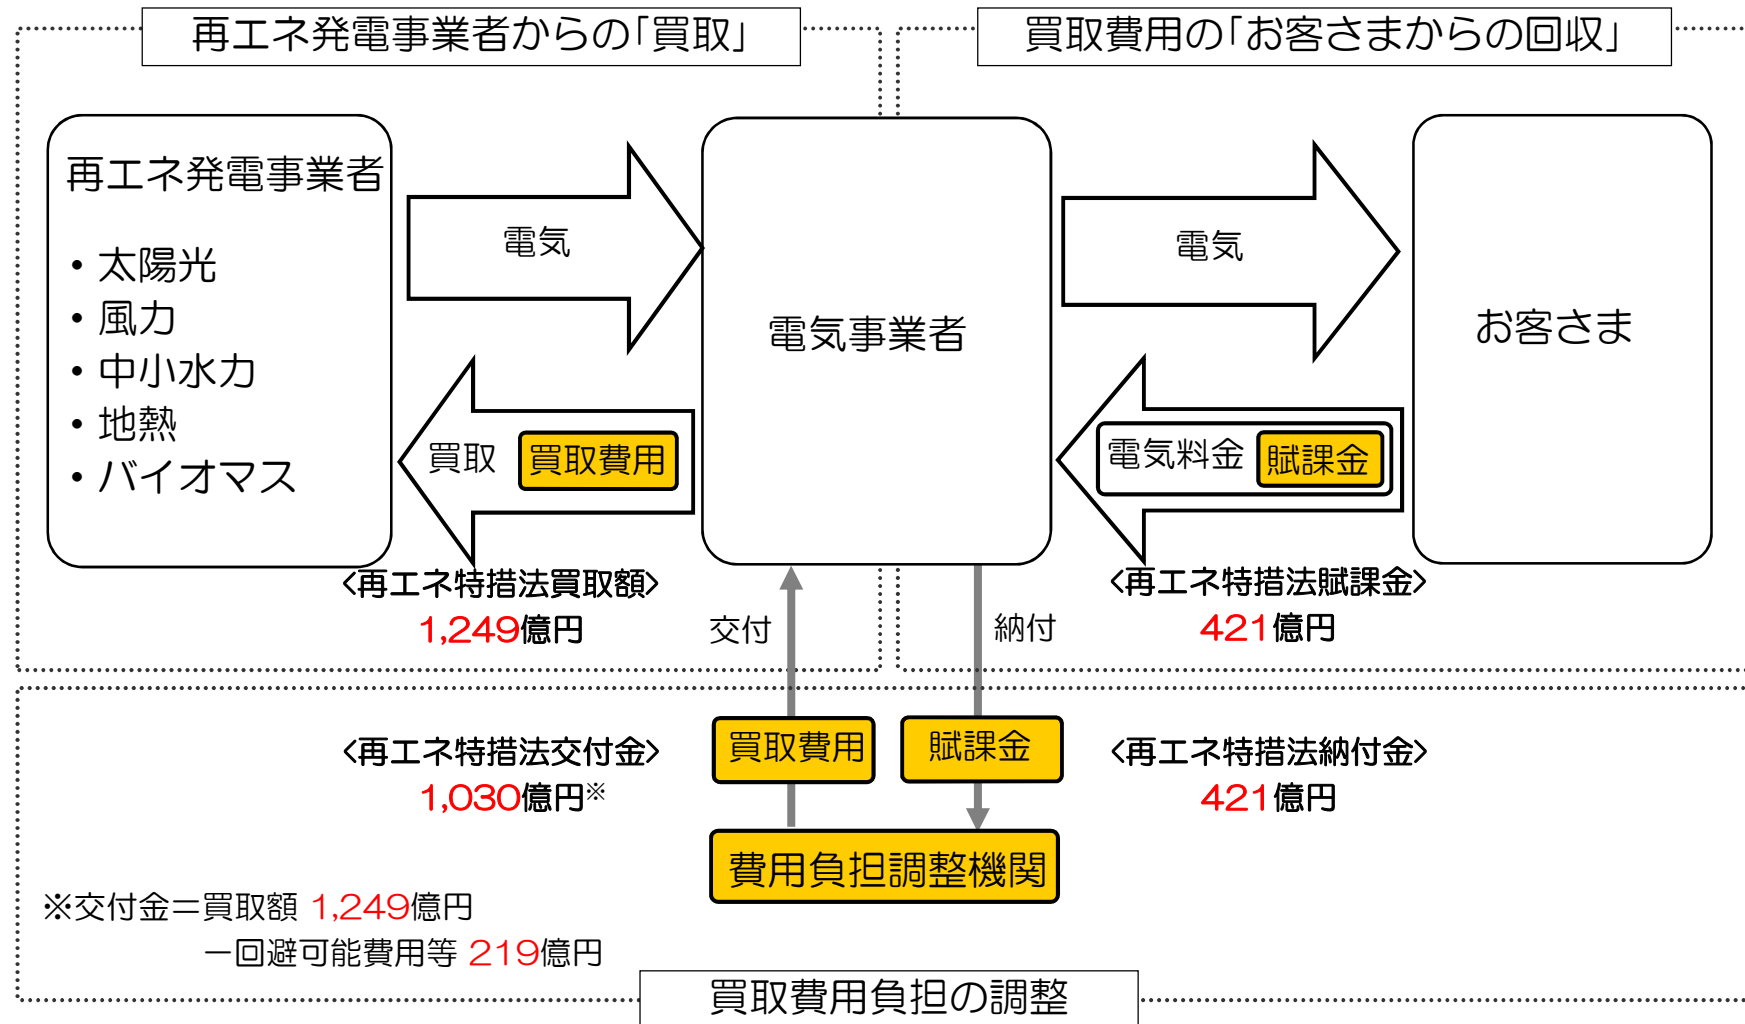 再エネ発電事業者からの「買取」
買取費用の「お客さまからの回収」
再エネ発電事業者
・太陽光
・風力
・中小水力
・地熱
・バイオマス
電気
買取 買取費用
電気事業者
電気
電気料金 賦課金
お客さま
<再エネ特措法買取額>
1,249億円
交付
納付
<再エネ特措法賦課金>
421億円
<再エネ特措法交付金>
1,030億円※
買取費用
賦課金
<再エネ特措法納付金>
421億円
費用負担調整機関
※交付金＝買取額 1,249億円
－回避可能費用等 219億円
買取費用負担の調整